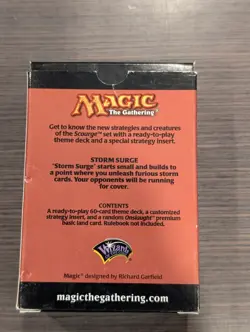 MAGIC
The Gathering®
Get to know the new strategies and creatures
of the Scourge™ set with a ready-to-play
theme deck and a special strategy insert.
STORM SURGE
"Storm Surge" starts small and builds to
a point where you unleash furious storm
cards. Your opponents will be running
for cover.
CONTENTS
A ready-to-play 60-card theme deck, a customized
strategy insert, and a random Onslaught™ premium
basic land card. Rulebook not included.
Wizards
Magic™ designed by Richard Garfield
magicthegathering.com